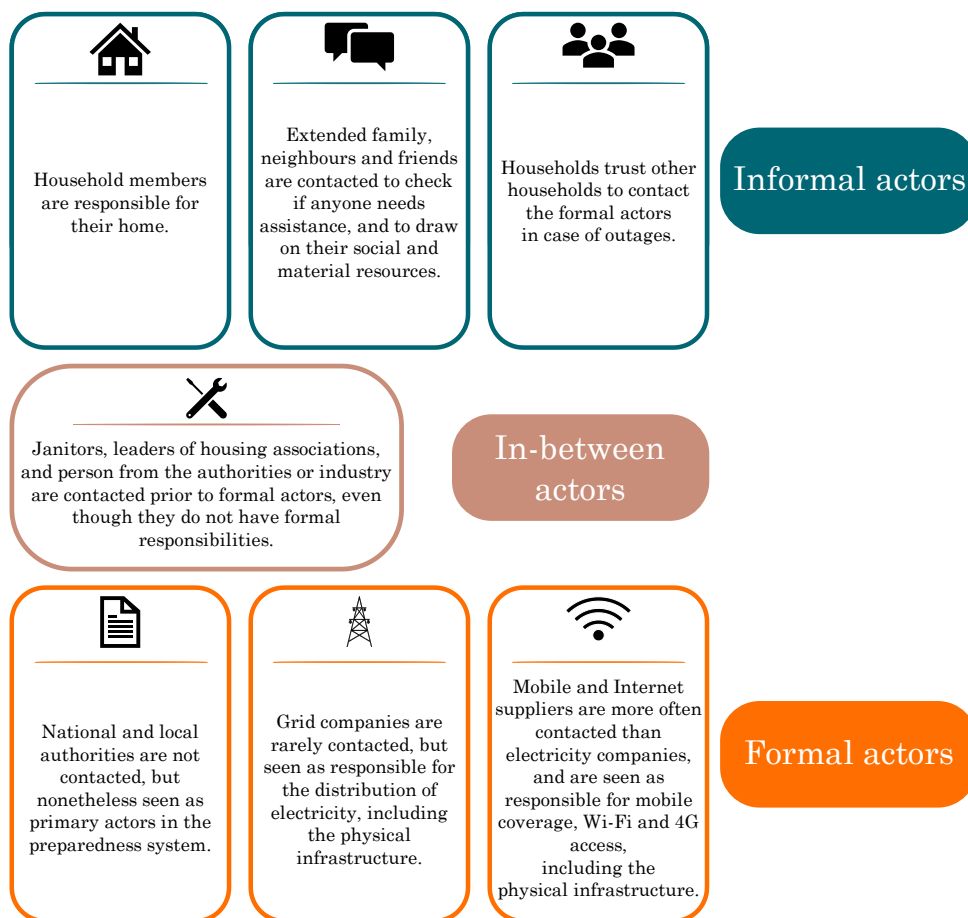 Household members
are responsible for
their home.
Extended family,
neighbours and friends
are contacted to check
if anyone needs
assistance, and to draw
on their social and
material resources.
Households trust other
households to contact
the formal actors
in case of outages.
Informal actors
Janitors, leaders of housing associations,
and person from the authorities or industry
are contacted prior to formal actors, even
though they do not have formal
responsibilities.
In-between
actors
National and local
authorities are not
contacted, but
nonetheless seen as
primary actors in the
preparedness system.
Grid companies are
rarely contacted, but
seen as responsible for
the distribution of
electricity, including
the physical
infrastructure.
Mobile and Internet
suppliers are more often
contacted than
electricity companies,
and are seen as
responsible for mobile
coverage, Wi-Fi and 4G
access,
including the
physical infrastructure.
Formal actors